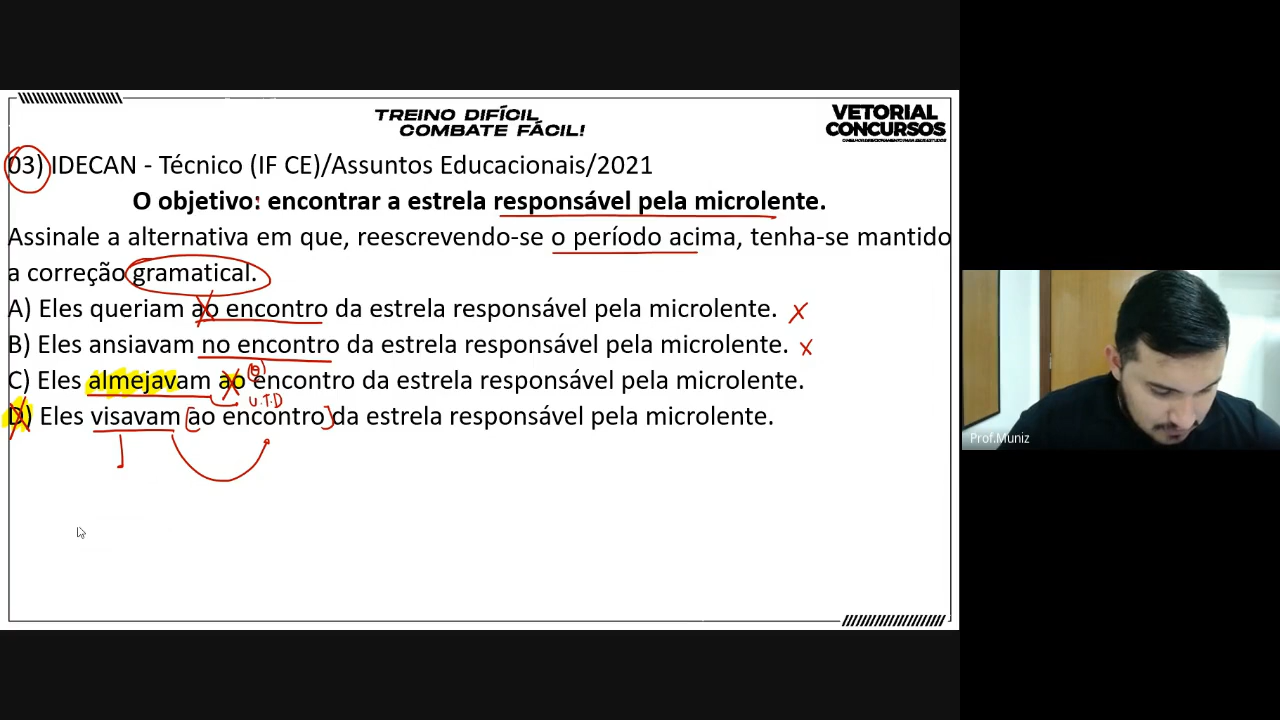 TREINO DIFÍCIL
COMBATE FÁCIL!
VETORIAL
CONCURSOS
03) IDECAN - Técnico (IF CE)/Assuntos Educacionais/2021
O objetivo: encontrar a estrela responsável pela microlente.
Assinale a alternativa em que, reescrevendo-se o período acima, tenha-se mantido
a correção gramatical.
A) Eles queriam ao encontro da estrela responsável pela microlente. X
B) Eles ansiavam no encontro da estrela responsável pela microlente. X
C) Eles almejavam ao encontro da estrela responsável pela microlente.
V.T.D
D) Eles visavam [ao encontro] da estrela responsável pela microlente.
Prof.Muniz